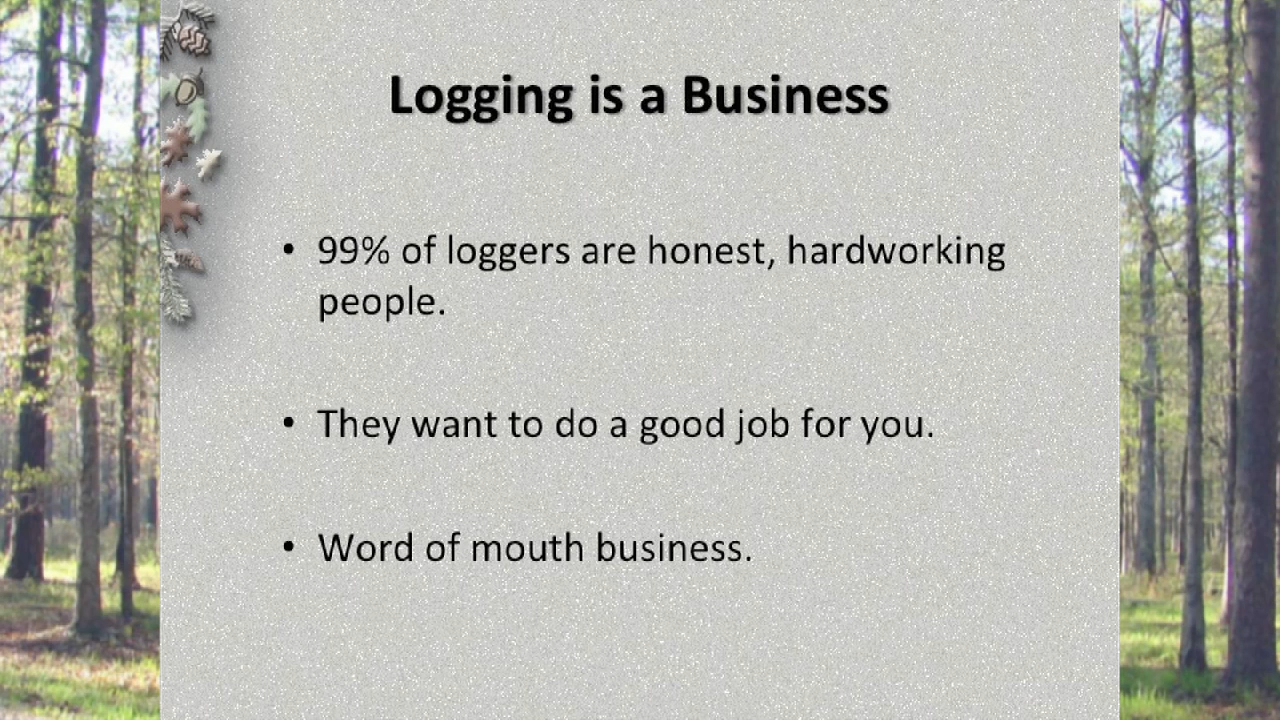 Logging is a Business
• 99% of loggers are honest, hardworking
people.
• They want to do a good job for you.
• Word of mouth business.